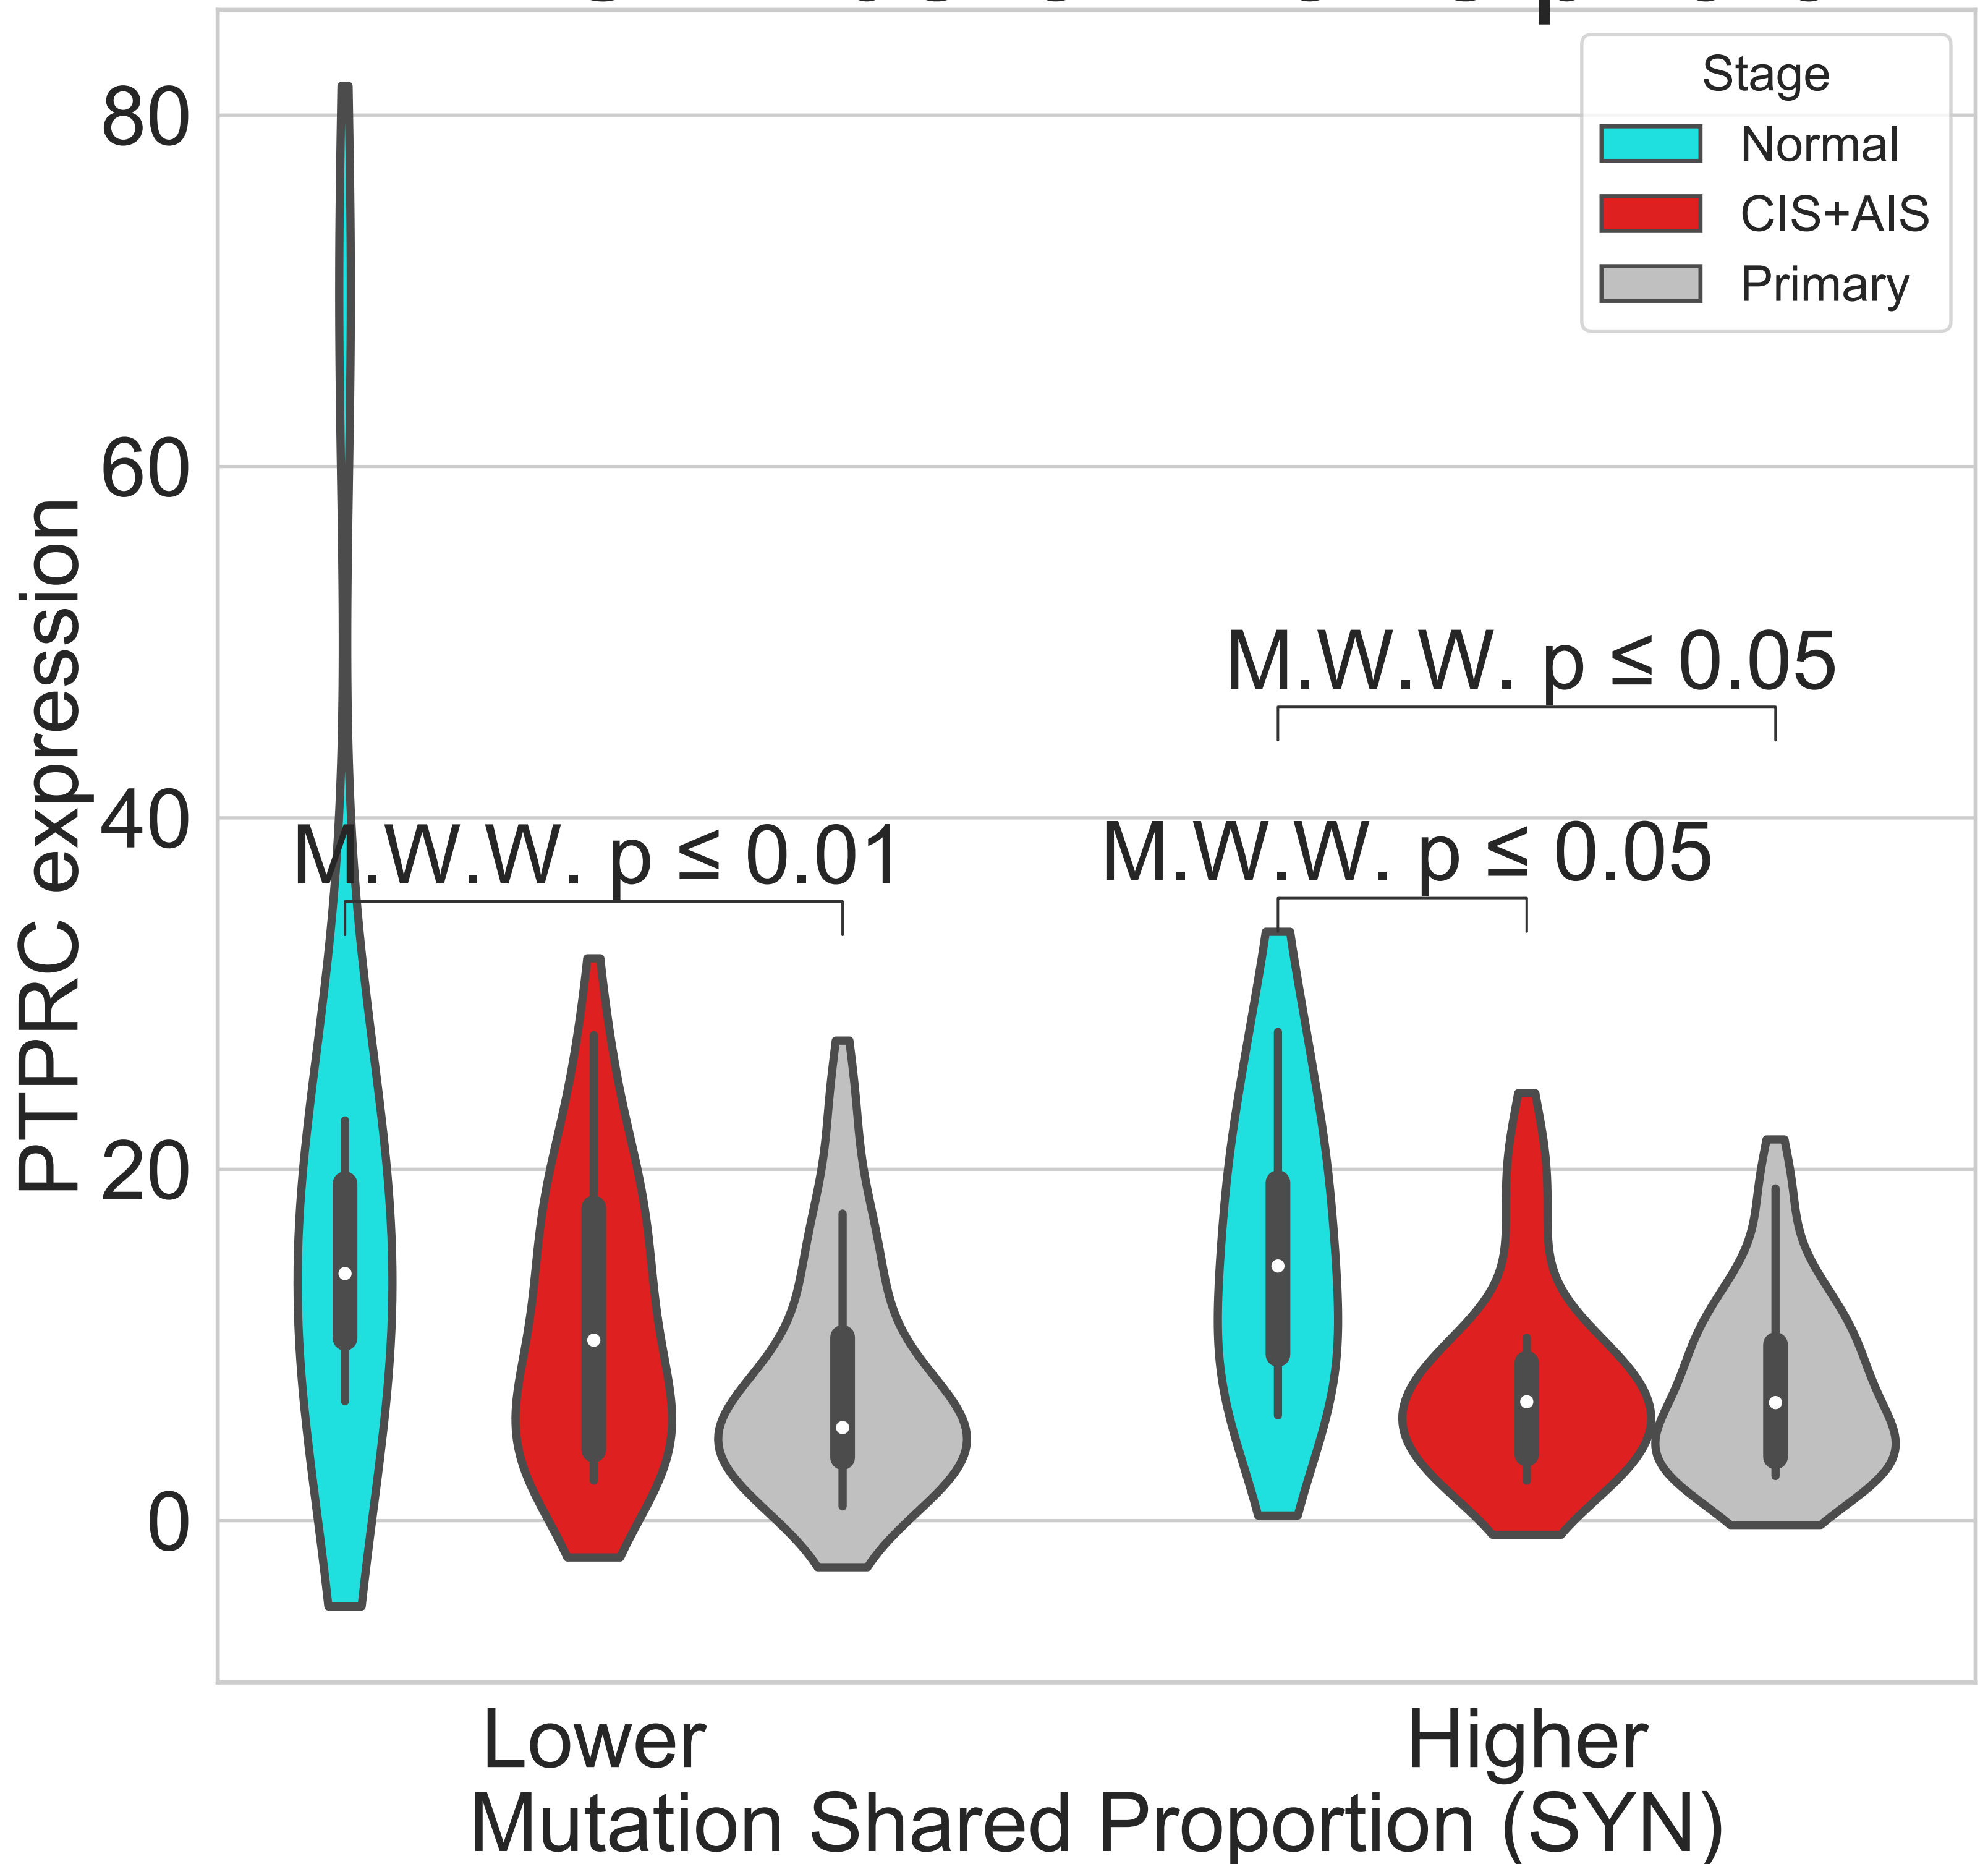 Stage
Normal
CIS+AIS
Primary
80
60
40
20
0
PTPRC expression
M.W.W. p ≤ 0.05
M.W.W. p ≤ 0.01
M.W.W. p ≤ 0.05
Lower
Higher
Mutation Shared Proportion (SYN)